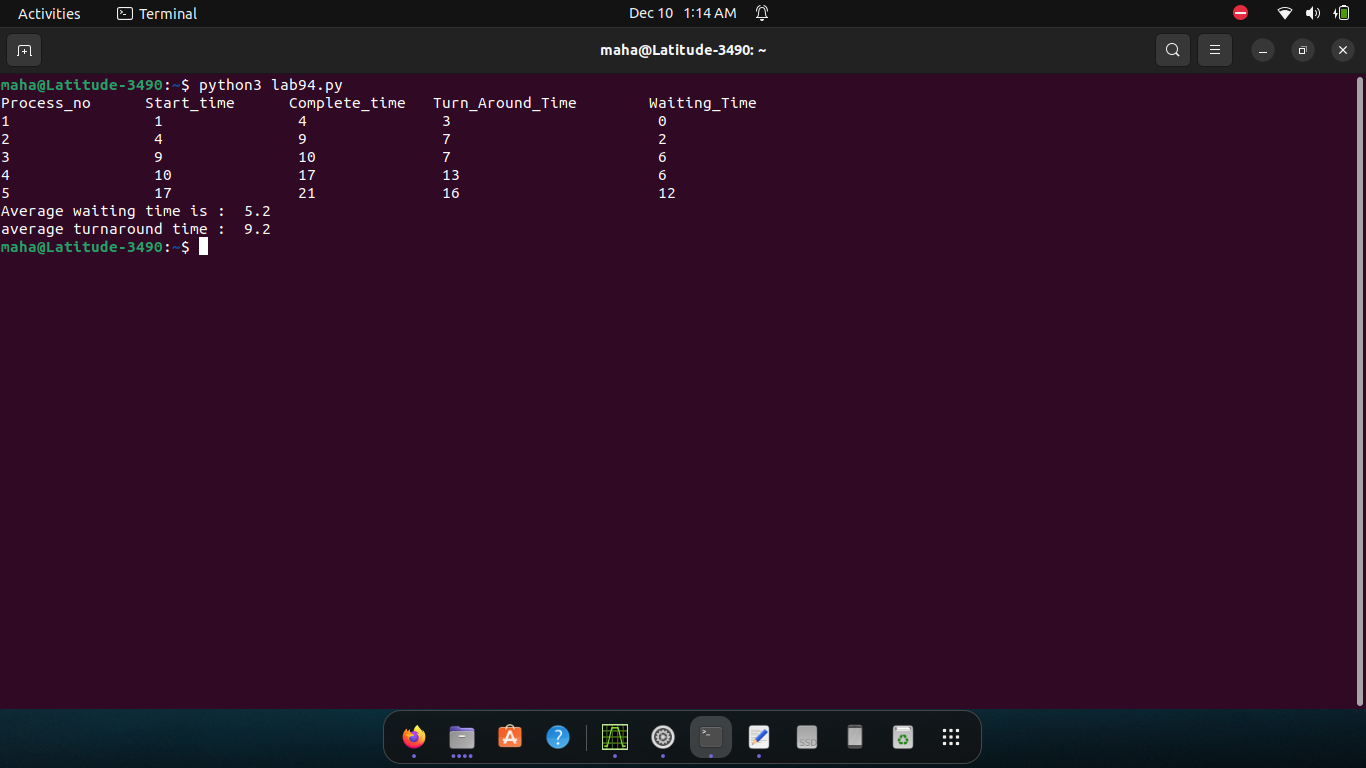 Activities Terminal Dec 10 1:14 AM
maha@Latitude-3490: ~
maha@Latitude-3490:~$ python3 lab94.py
Process_no Start_time Complete_time Turn_Around_Time Waiting_Time
1 1 4 3 0
2 4 9 7 2
3 9 10 7 6
4 10 17 13 6
5 17 21 16 12
Average waiting time is : 5.2
average turnaround time : 9.2
maha@Latitude-3490:~$
SSD